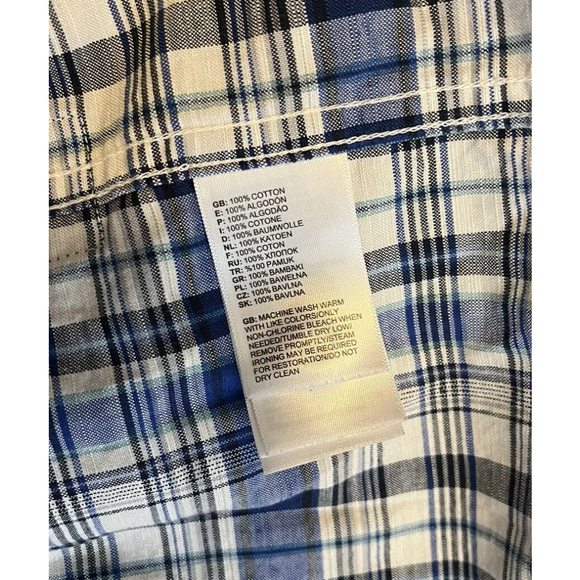 GB: 100% COTTON
E: 100% ALGODÓN
P: 100% ALGODÃO
I: 100% COTONE
D: 100% BAUMWOLLE
NL: 100% KATOEN
F: 100% COTON
RU: 100% ХЛОПОК
TR: %100 PAMUK
GR: 100% BAMBAKI
PL: 100% BAWEŁNA
CZ: 100% BAVLNA
SK: 100% BAVLNA
GB: MACHINE WASH WARM
WITH LIKE COLORS/ONLY
NON-CHLORINE BLEACH WHEN
NEEDED/TUMBLE DRY LOW/
REMOVE PROMPTLY/STEAM
IRONING MAY BE REQUIRED
FOR RESTORATION/DO NOT
DRY CLEAN